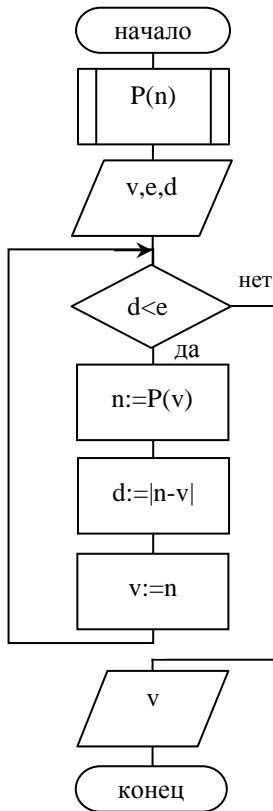 начало
P(n)
v,e,d
d<e
нет
да
n:=P(v)
d:=|n-v|
v:=n
v
конец